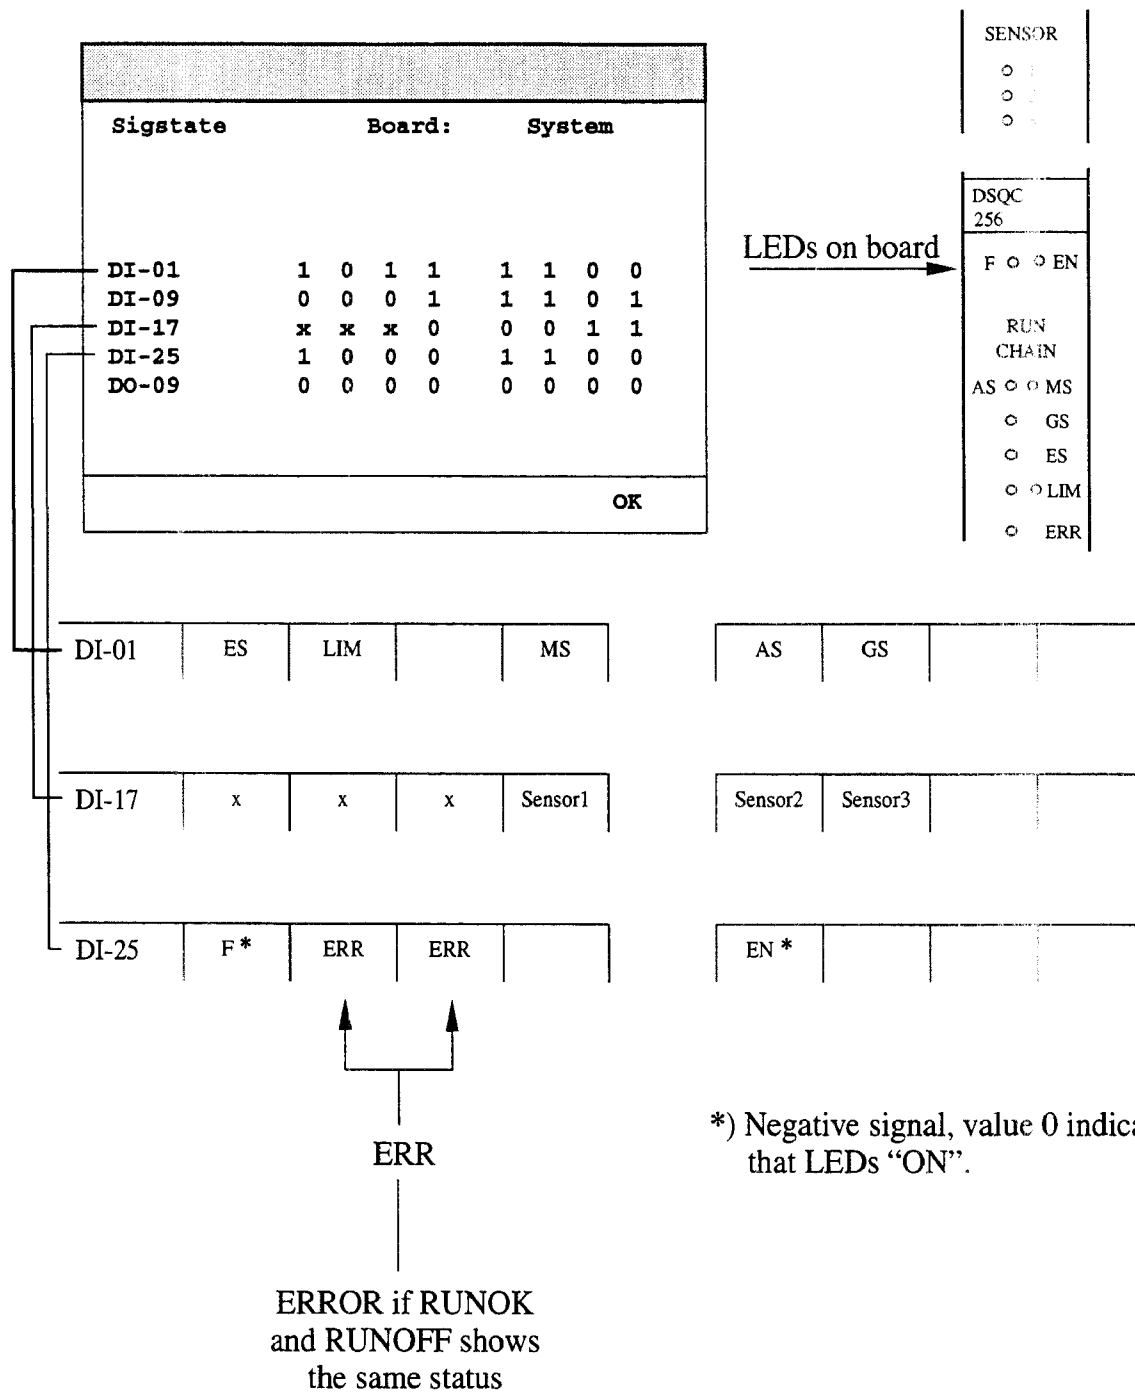 SENSOR
Sigstate Board: System
DSQC
256
LEDs on board
F EN
RUN
CHAIN
AS MS
GS
ES
LIM
ERR
DI-01 1 0 1 1 1 1 0 0
DI-09 0 0 0 1 1 1 0 1
DI-17 x x x 0 0 0 1 1
DI-25 1 0 0 0 1 1 0 0
DO-09 0 0 0 0 0 0 0 0
OK
DI-01 ES LIM MS AS GS
DI-17 x x x Sensor1 Sensor2 Sensor3
DI-25 F* ERR ERR EN *
ERR
*) Negative signal, value 0 indica
that LEDs “ON”.
ERROR if RUNOK
and RUNOFF shows
the same status